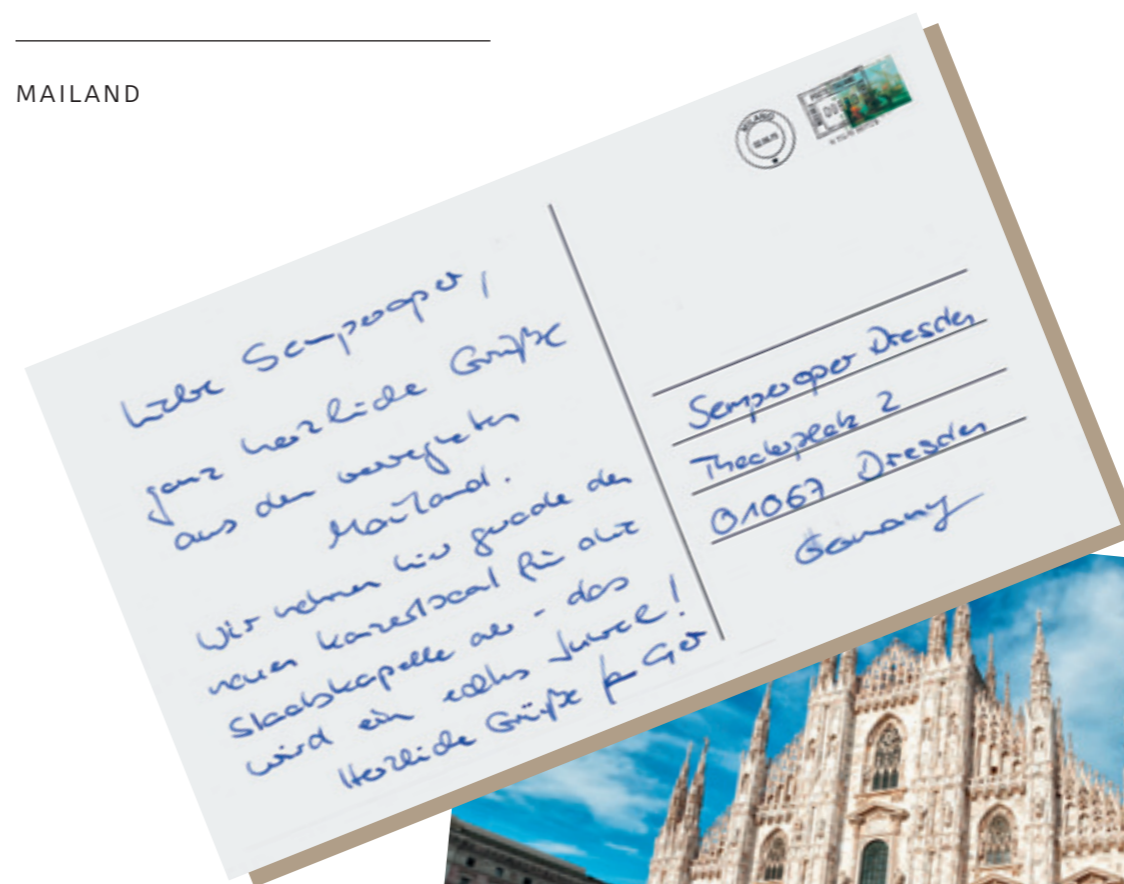 MAILAND
MILANO
Liebe Semperoper,
ganz herzliche Grüße
aus dem verregneten
Mailand.
Wir nehmen hier gerade den
neuen Konzertsaal für die
Staatskapelle ab - das
wird ein echtes Juwel!
Herzliche Grüße
Semperoper Dresden
Theaterplatz 2
01067 Dresden
Germany